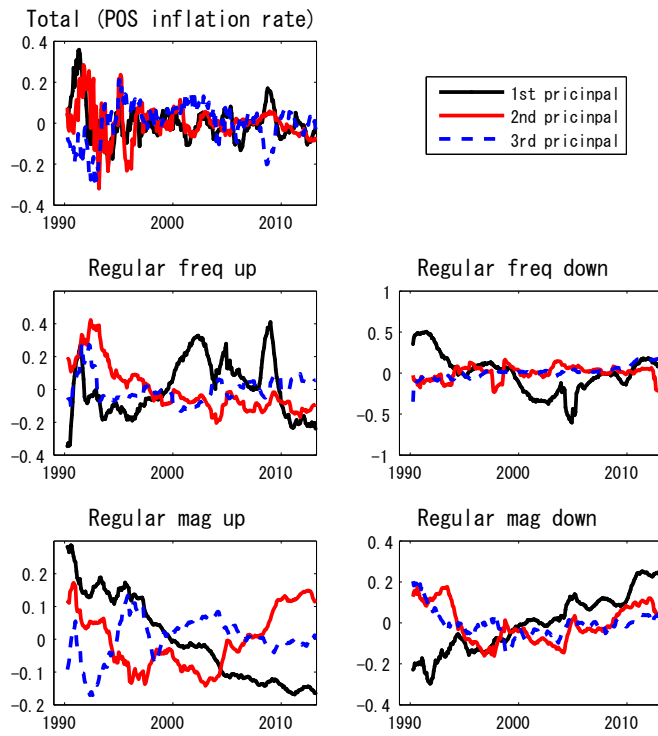 Total (POS inflation rate)
0.4
0.2
0
-0.2
-0.4
1990 2000 2010
1st pricinpal
2nd pricinpal
3rd pricinpal
Regular freq up
0.4
0.2
0
-0.2
-0.4
1990 2000 2010
Regular freq down
1
0.5
0
-0.5
-1
1990 2000 2010
Regular mag up
0.2
0.1
0
-0.1
-0.2
1990 2000 2010
Regular mag down
0.4
0.2
0
-0.2
-0.4
1990 2000 2010